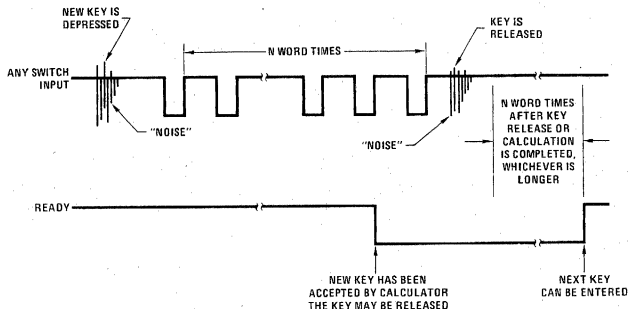 NEW KEY IS
DEPRESSED
N WORD TIMES
KEY IS
RELEASED
ANY SWITCH
INPUT
"NOISE"
"NOISE"
N WORD TIMES
AFTER KEY
RELEASE OR
CALCULATION
IS COMPLETED,
WHICHEVER IS
LONGER
READY
NEW KEY HAS BEEN
ACCEPTED BY CALCULATOR
THE KEY MAY BE RELEASED
NEXT KEY
CAN BE ENTERED